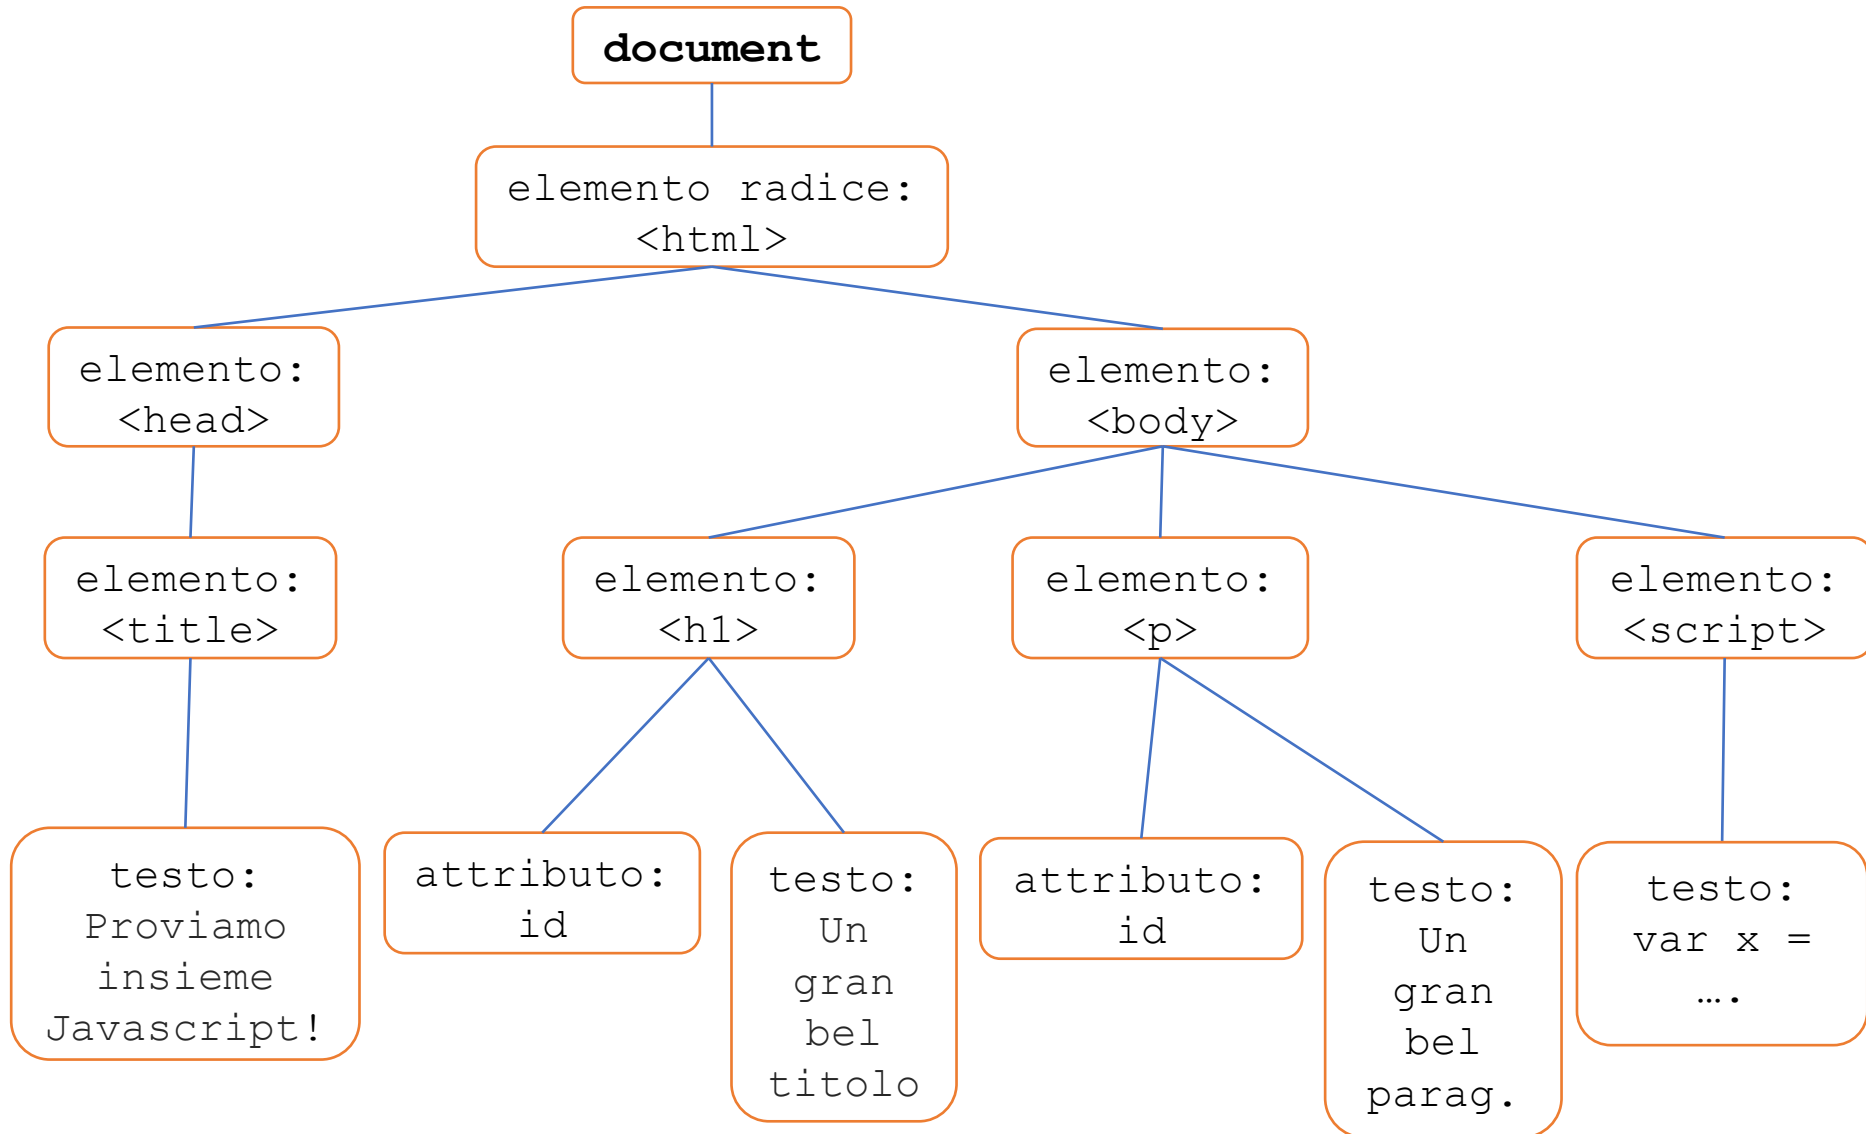 document
elemento radice:
<html>
elemento:
<head>
elemento:
<body>
elemento:
<title>
elemento:
<h1>
elemento:
<p>
elemento:
<script>
testo:
Proviamo
insieme
Javascript!
attributo:
id
testo:
Un
gran
bel
titolo
attributo:
id
testo:
Un
gran
bel
parag.
testo:
var x =
….